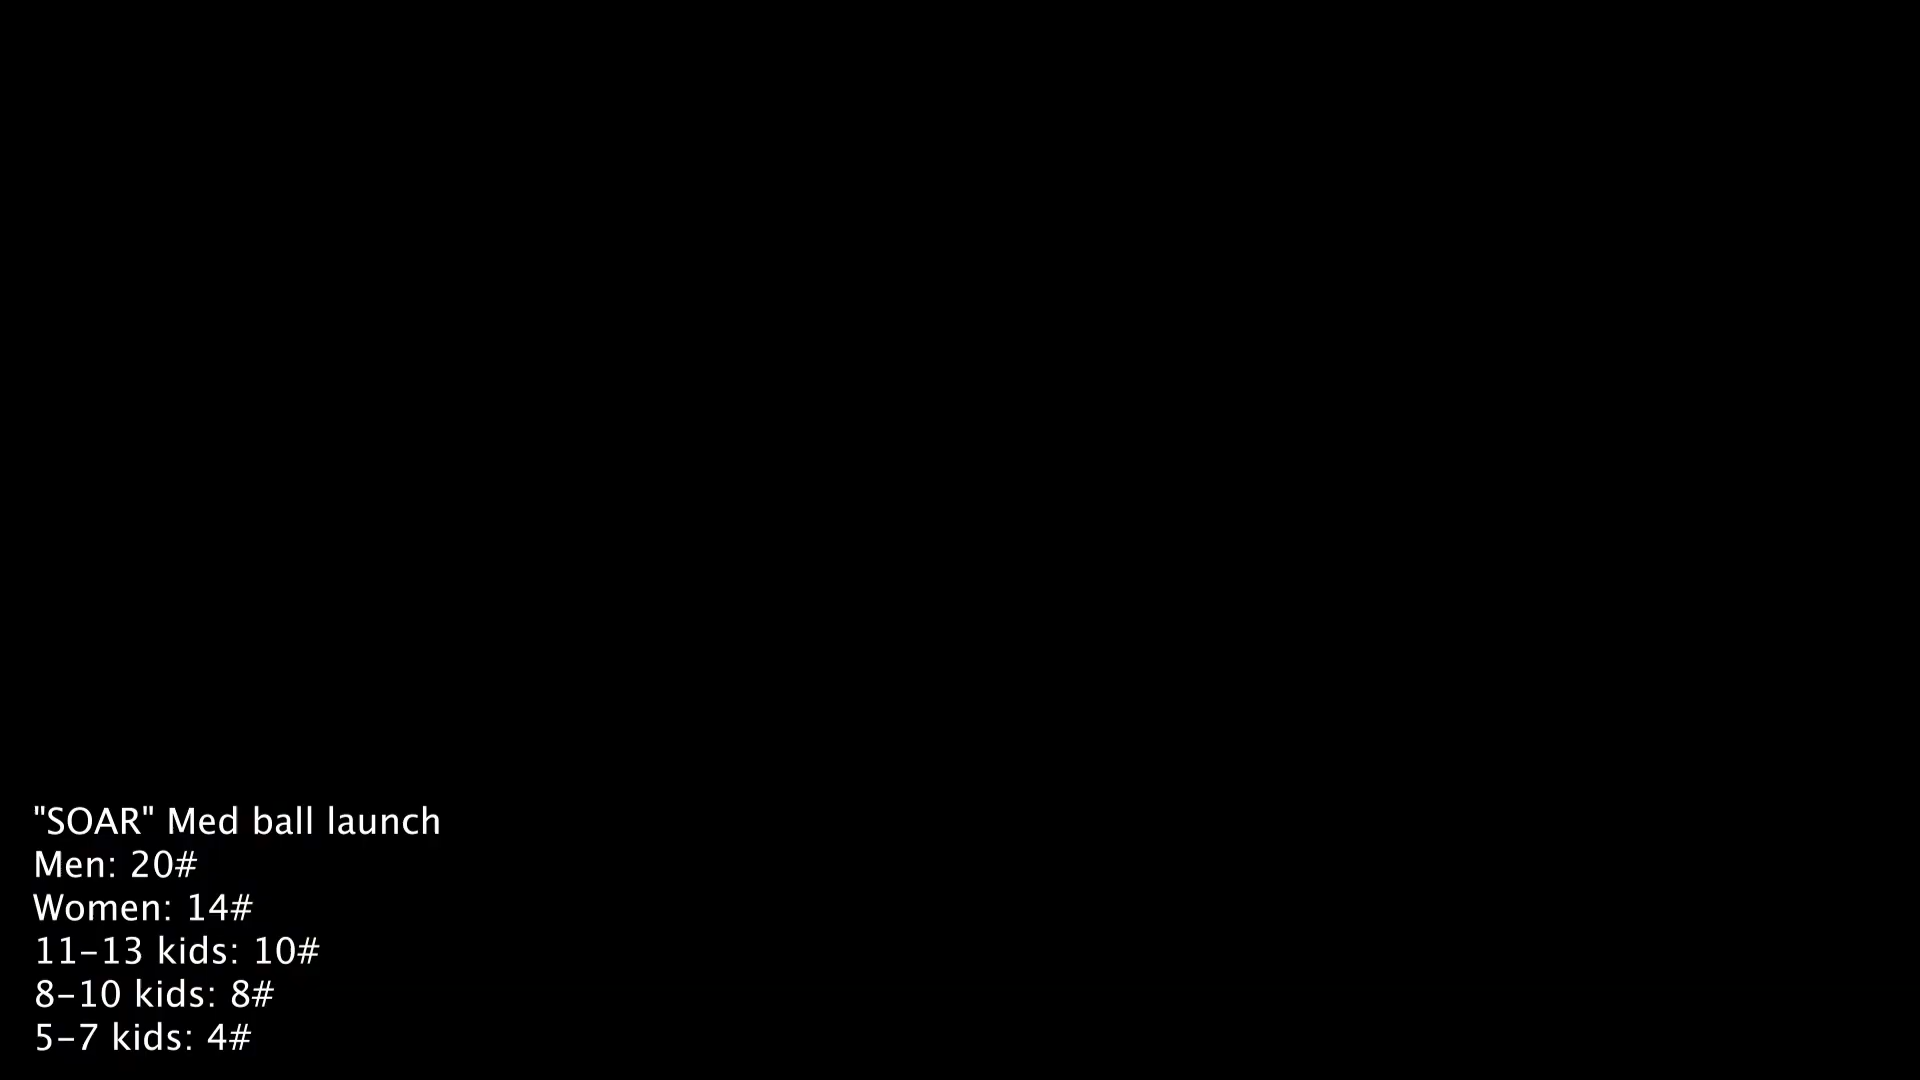 "SOAR" Med ball launch
Men: 20#
Women: 14#
11-13 kids: 10#
8-10 kids: 8#
5-7 kids: 4#